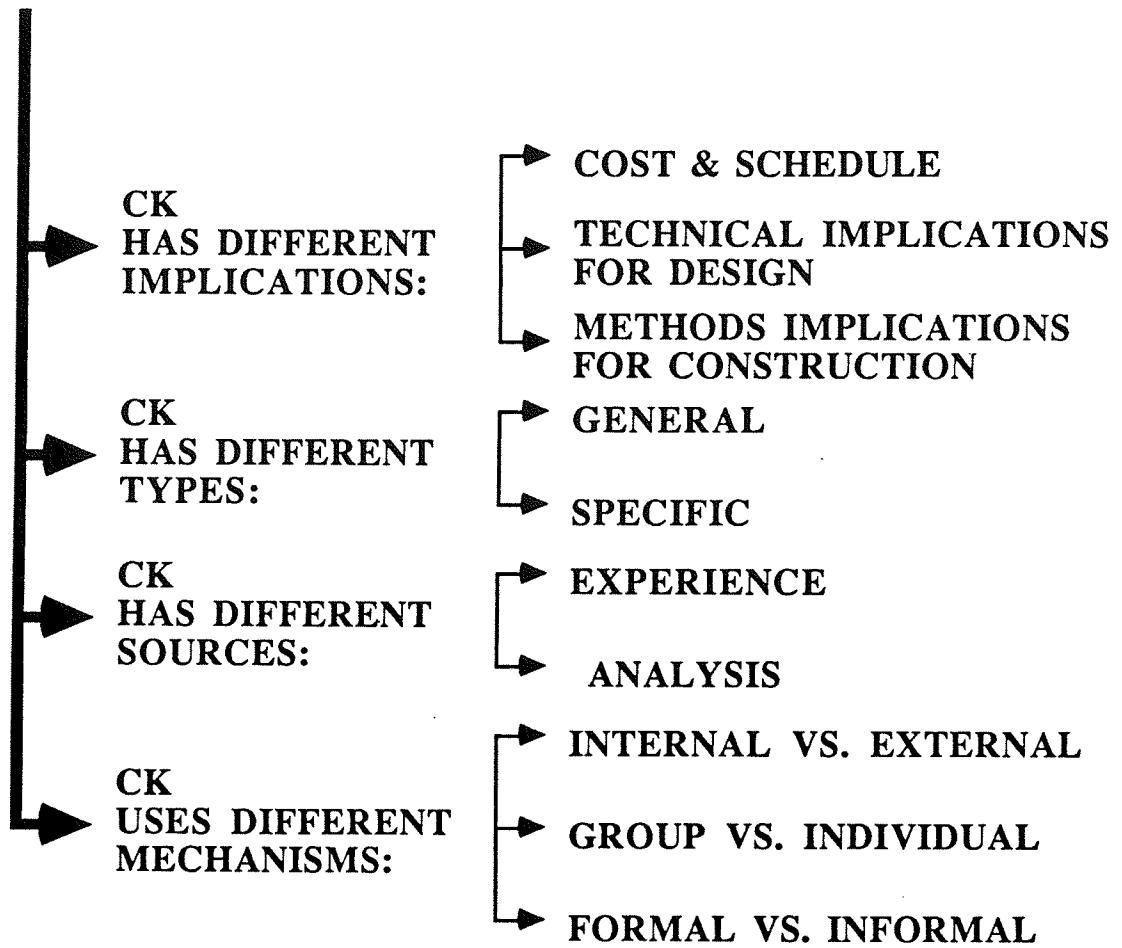 CK
HAS DIFFERENT
IMPLICATIONS:
COST & SCHEDULE
TECHNICAL IMPLICATIONS
FOR DESIGN
METHODS IMPLICATIONS
FOR CONSTRUCTION
CK
HAS DIFFERENT
TYPES:
GENERAL
SPECIFIC
CK
HAS DIFFERENT
SOURCES:
EXPERIENCE
ANALYSIS
CK
USES DIFFERENT
MECHANISMS:
INTERNAL VS. EXTERNAL
GROUP VS. INDIVIDUAL
FORMAL VS. INFORMAL